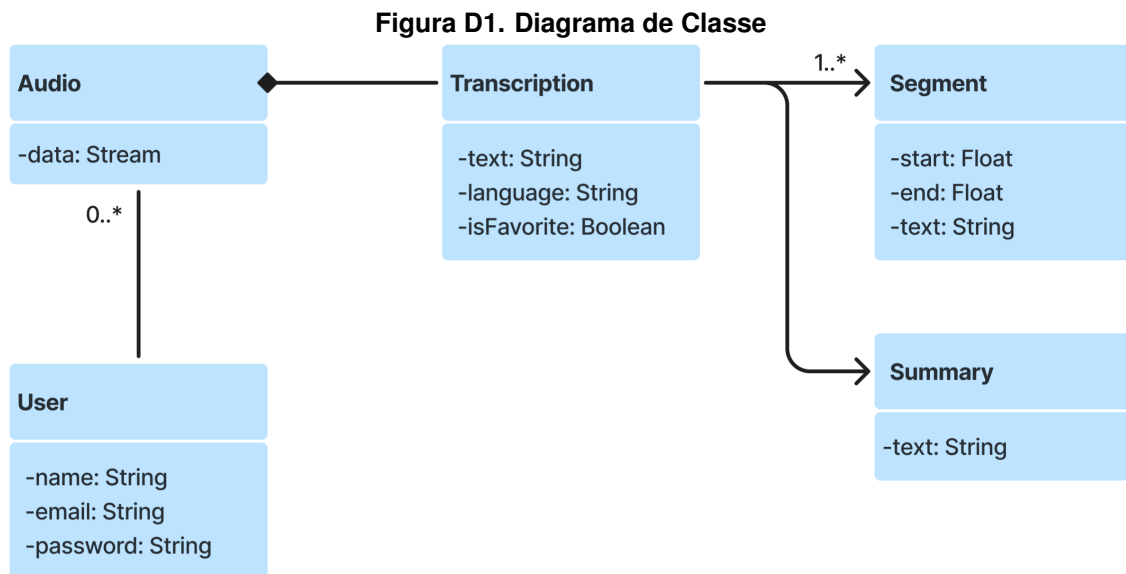 Figura D1. Diagrama de Classe
Audio
-data: Stream
0..*
User
-name: String
-email: String
-password: String
Transcription
-text: String
-language: String
-isFavorite: Boolean
1..*
Segment
-start: Float
-end: Float
-text: String
Summary
-text: String